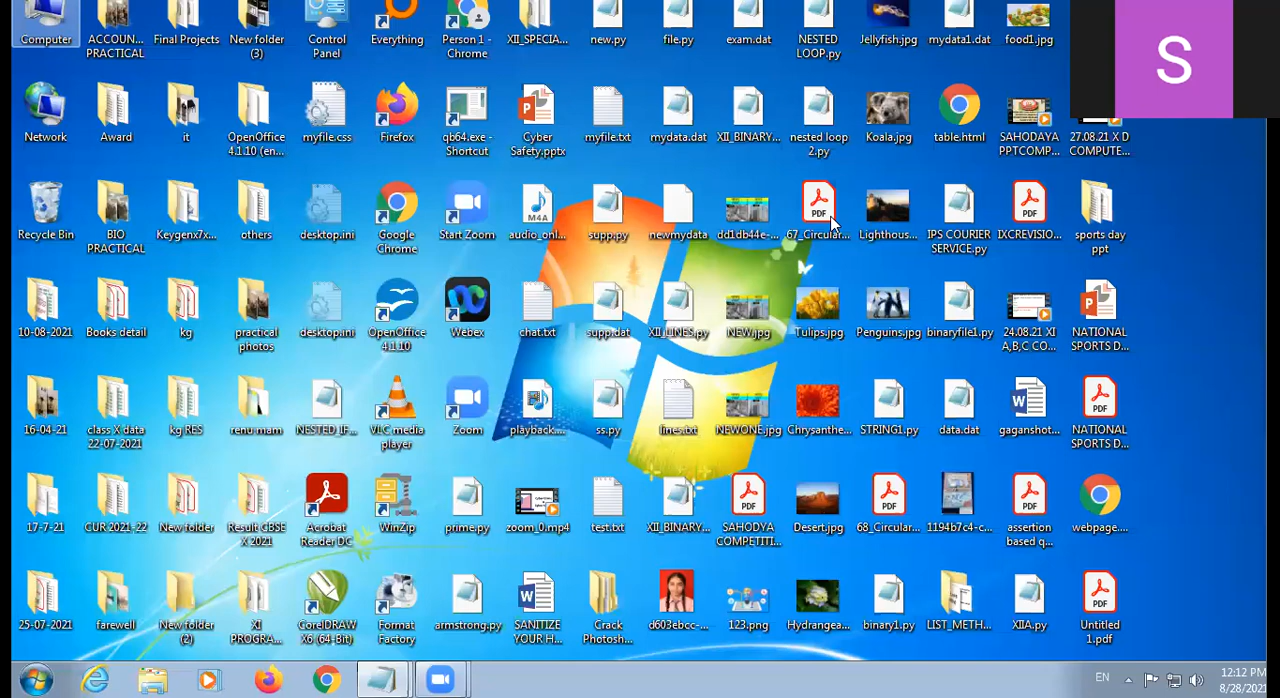 Computer
ACCOUN...
PRACTICAL
Final Projects
New folder
(3)
Control
Panel
Everything
Person 1 -
Chrome
XII_SPECIA...
new.py
file.py
exam.dat
NESTED
LOOP.py
Jellyfish.jpg
mydata1.dat
food1.jpg
S
Network
Award
it
OpenOffice
4.1.10 (en...
myfile.css
Firefox
qb64.exe -
Shortcut
Cyber
Safety.pptx
myfile.txt
mydata.dat
XII_BINARY...
nested loop
2.py
Koala.jpg
table.html
SAHODAYA
PPTCOMP...
27.08.21 X D
COMPUTE...
Recycle Bin
BIO
PRACTICAL
Keygenx7x...
others
desktop.ini
Google
Chrome
Start Zoom
M4A
audio_onl...
supp.py
newmydata
dd1db44e-...
PDF
67_Circular...
Lighthous...
IPS COURIER
SERVICE.py
PDF
IXCREVISIO...
sports day
ppt
10-08-2021
Books detail
kg
practical
photos
desktop.ini
OpenOffice
4.1.10
Webex
chat.txt
supp.dat
XII_LINES.py
NEW.jpg
Tulips.jpg
Penguins.jpg
binaryfile1.py
24.08.21 XI
A,B,C CO...
NATIONAL
SPORTS D...
16-04-21
class X data
22-07-2021
kg RES
renu mam
NESTED IF...
VLC media
player
Zoom
playback....
ss.py
lines.txt
NEWONE.jpg
Chrysanthe...
STRING1.py
data.dat
gaganshot...
PDF
NATIONAL
SPORTS D...
17-7-21
CUR 2021-22
New folder
Result CBSE
X 2021
Acrobat
Reader DC
WinZip
prime.py
zoom_0.mp4
test.txt
XII_BINARY...
PDF
SAHODYA
COMPETITI...
Desert.jpg
PDF
68_Circular...
1194b7c4-c...
PDF
assertion
based q...
webpage....
25-07-2021
farewell
New folder
(2)
XI
PROGRA...
CorelDRAW
X6 (64-Bit)
Format
Factory
armstrong.py
SANITIZE
YOUR H...
Crack
Photosh...
d603ebcc-...
123.png
Hydrangea...
binary1.py
LIST_METH...
XIIA.py
PDF
Untitled
1.pdf
EN
12:12 PM
8/28/202